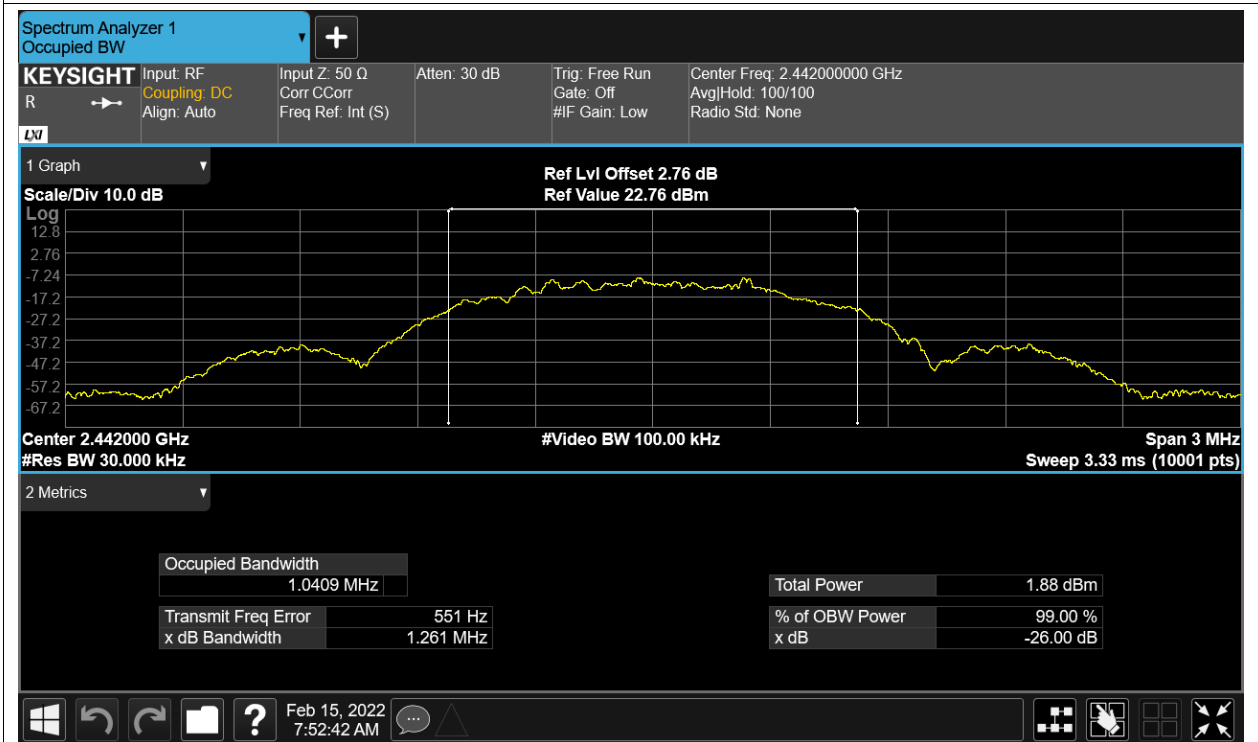 Spectrum Analyzer 1
Occupied BW
KEYSIGHT
R
LXI
Input: RF
Coupling: DC
Align: Auto
Input Z: 50 Ω
Corr CCorr
Freq Ref: Int (S)
Atten: 30 dB
Trig: Free Run
Gate: Off
#IF Gain: Low
Center Freq: 2.442000000 GHz
Avg|Hold: 100/100
Radio Std: None
1 Graph
Scale/Div 10.0 dB
Ref Lvl Offset 2.76 dB
Ref Value 22.76 dBm
Log
12.8
2.76
-7.24
-17.2
-27.2
-37.2
-47.2
-57.2
-67.2
Center 2.442000 GHz
#Res BW 30.000 kHz
#Video BW 100.00 kHz
Span 3 MHz
Sweep 3.33 ms (10001 pts)
2 Metrics
Occupied Bandwidth
1.0409 MHz
Transmit Freq Error 551 Hz
x dB Bandwidth 1.261 MHz
Total Power 1.88 dBm
% of OBW Power 99.00 %
x dB -26.00 dB
?
Feb 15, 2022
7:52:42 AM